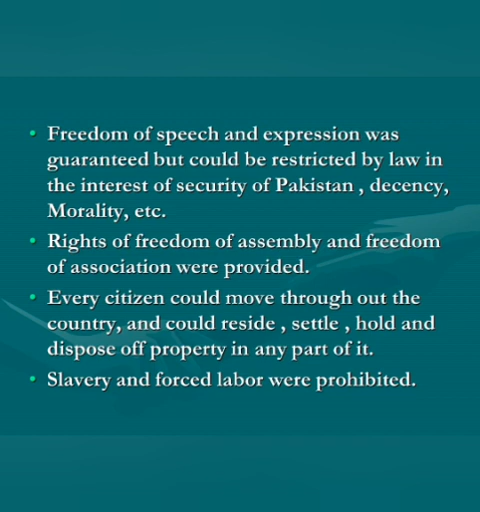 • Freedom of speech and expression was
guaranteed but could be restricted by law in
the interest of security of Pakistan , decency,
Morality, etc.
• Rights of freedom of assembly and freedom
of association were provided.
• Every citizen could move through out the
country, and could reside , settle , hold and
dispose off property in any part of it.
• Slavery and forced labor were prohibited.